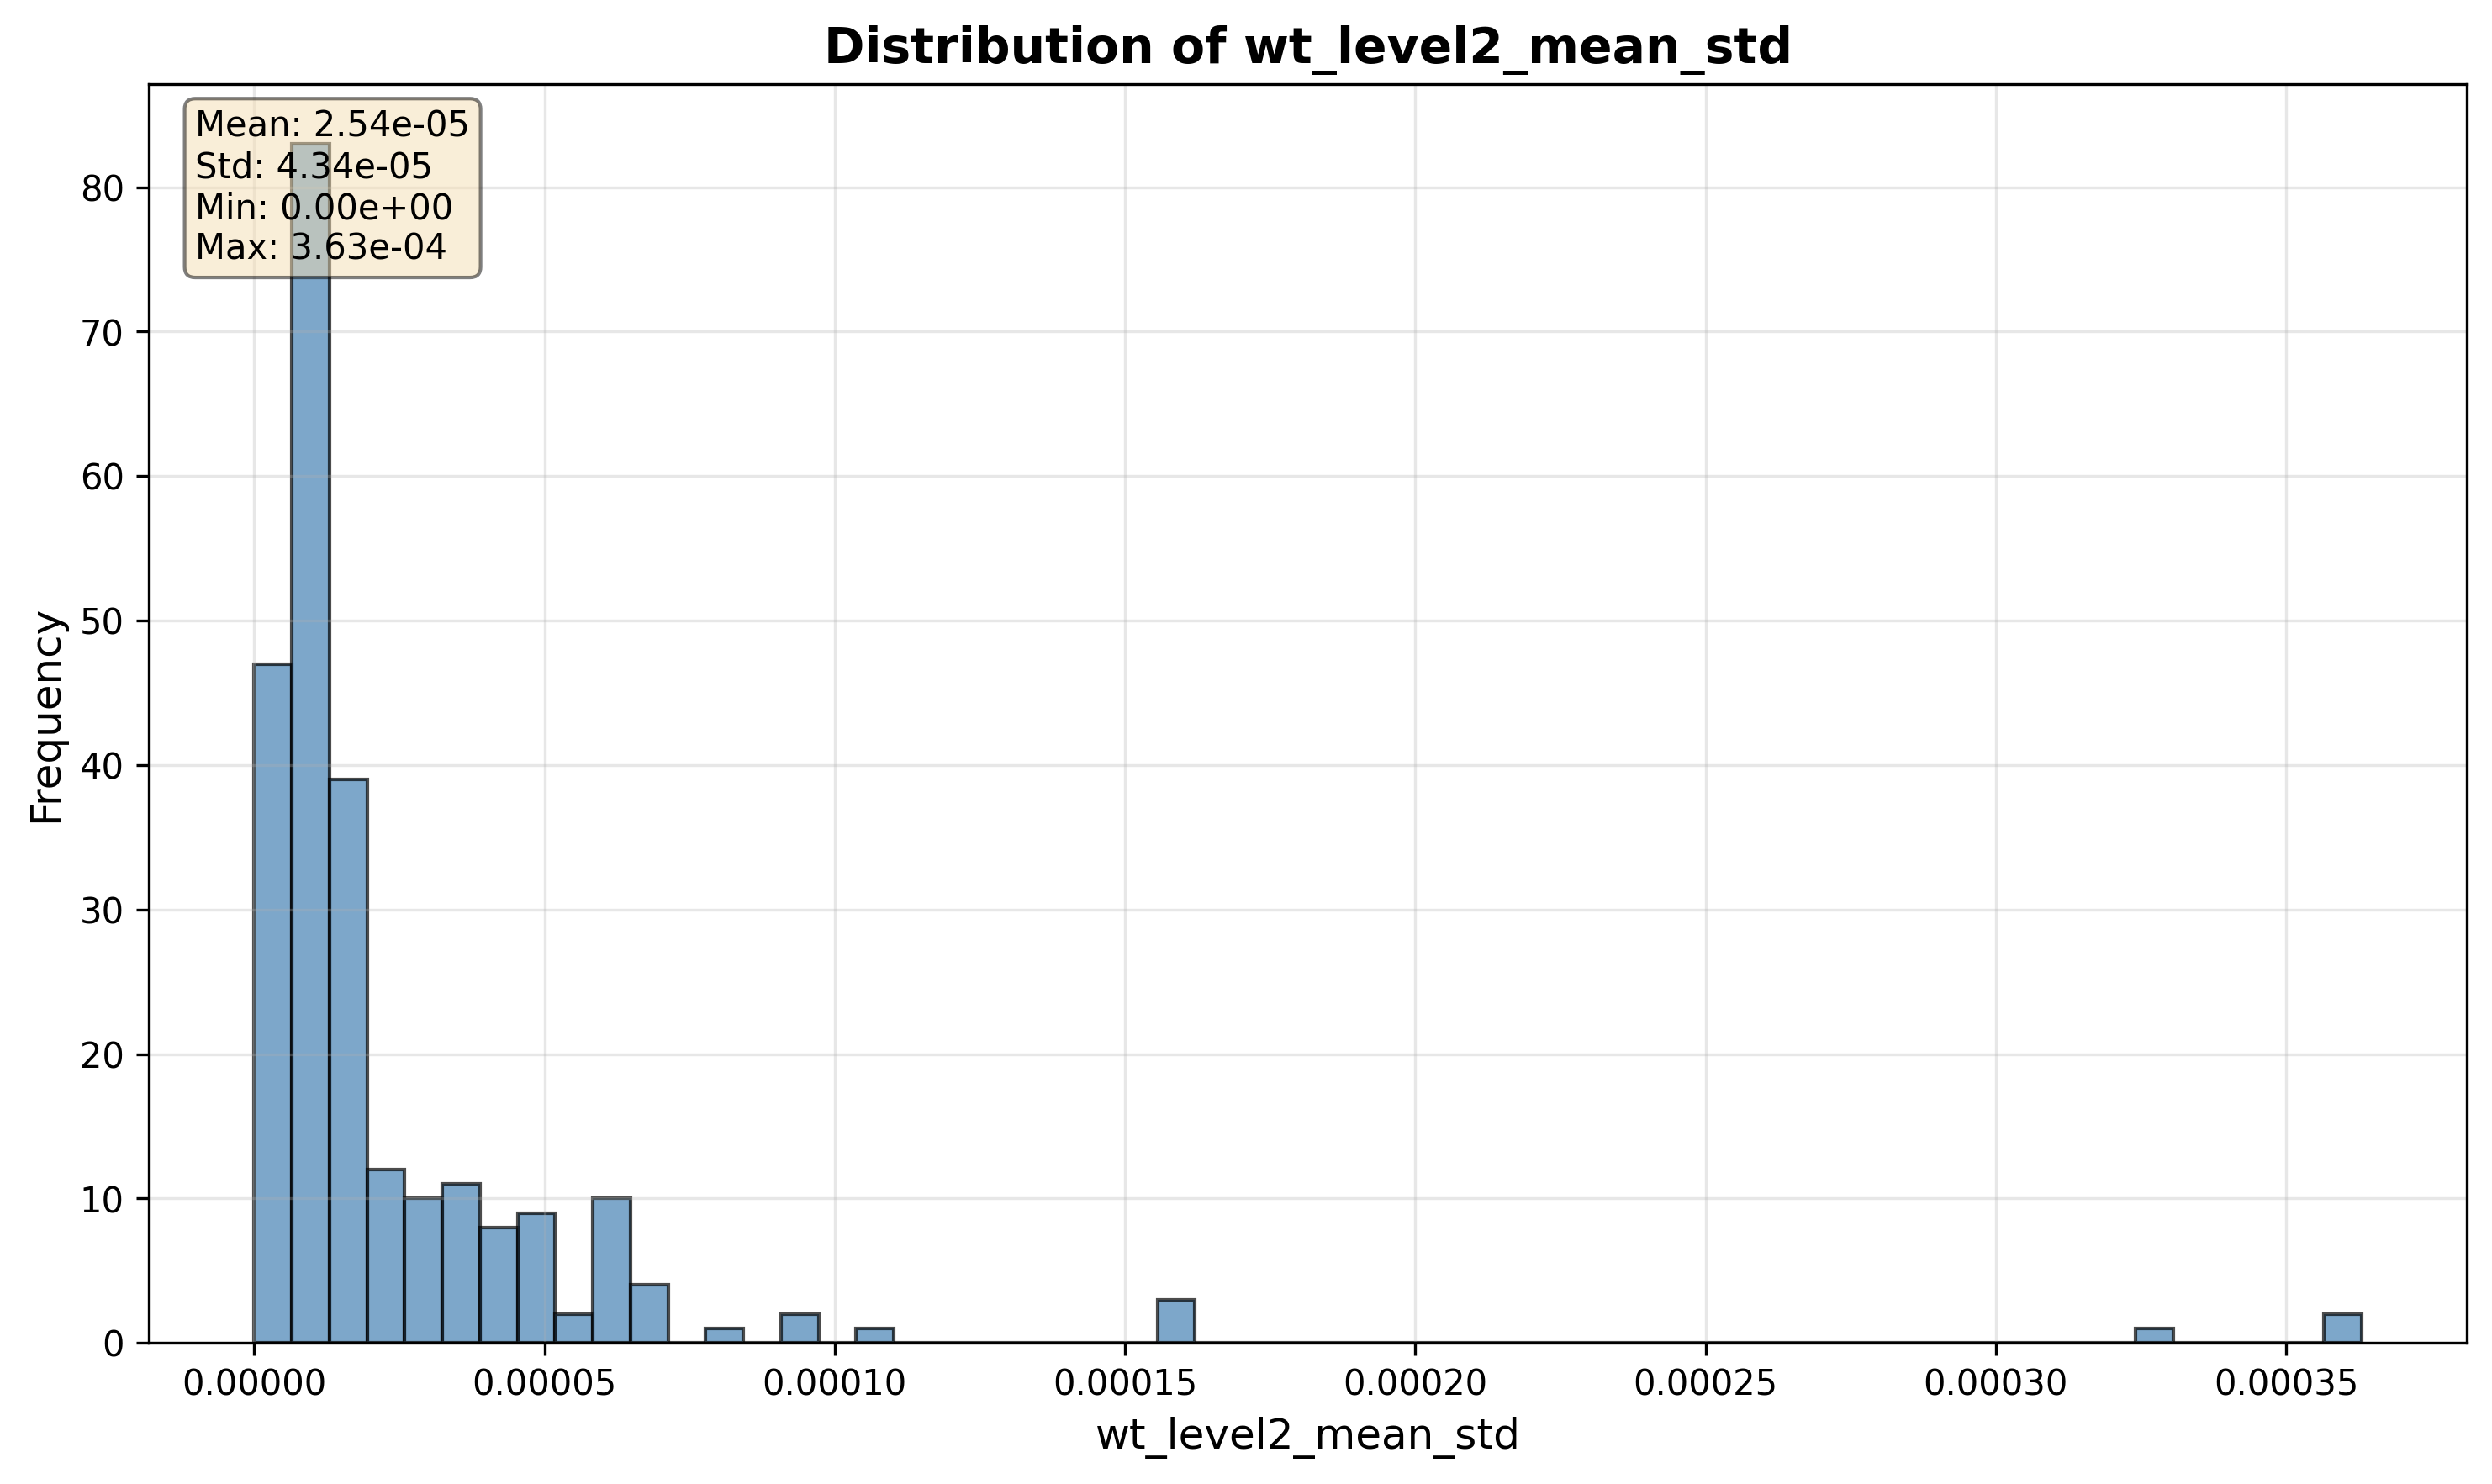 Distribution of wt_level2_mean_std
Mean: 2.54e-05
Std: 4.34e-05
Min: 0.00e+00
Max: 3.63e-04
80
70
60
50
40
30
20
10
0
Frequency
0.00000 0.00005 0.00010 0.00015 0.00020 0.00025 0.00030 0.00035
wt_level2_mean_std